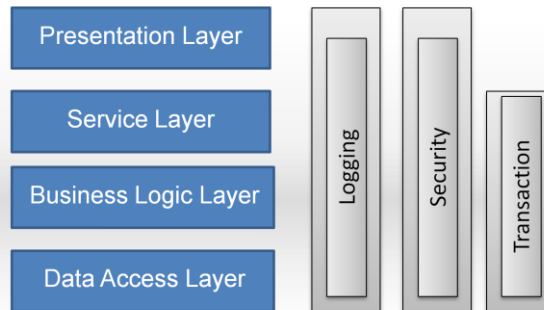 Presentation Layer
Service Layer
Business Logic Layer
Data Access Layer
Logging
Security
Transaction